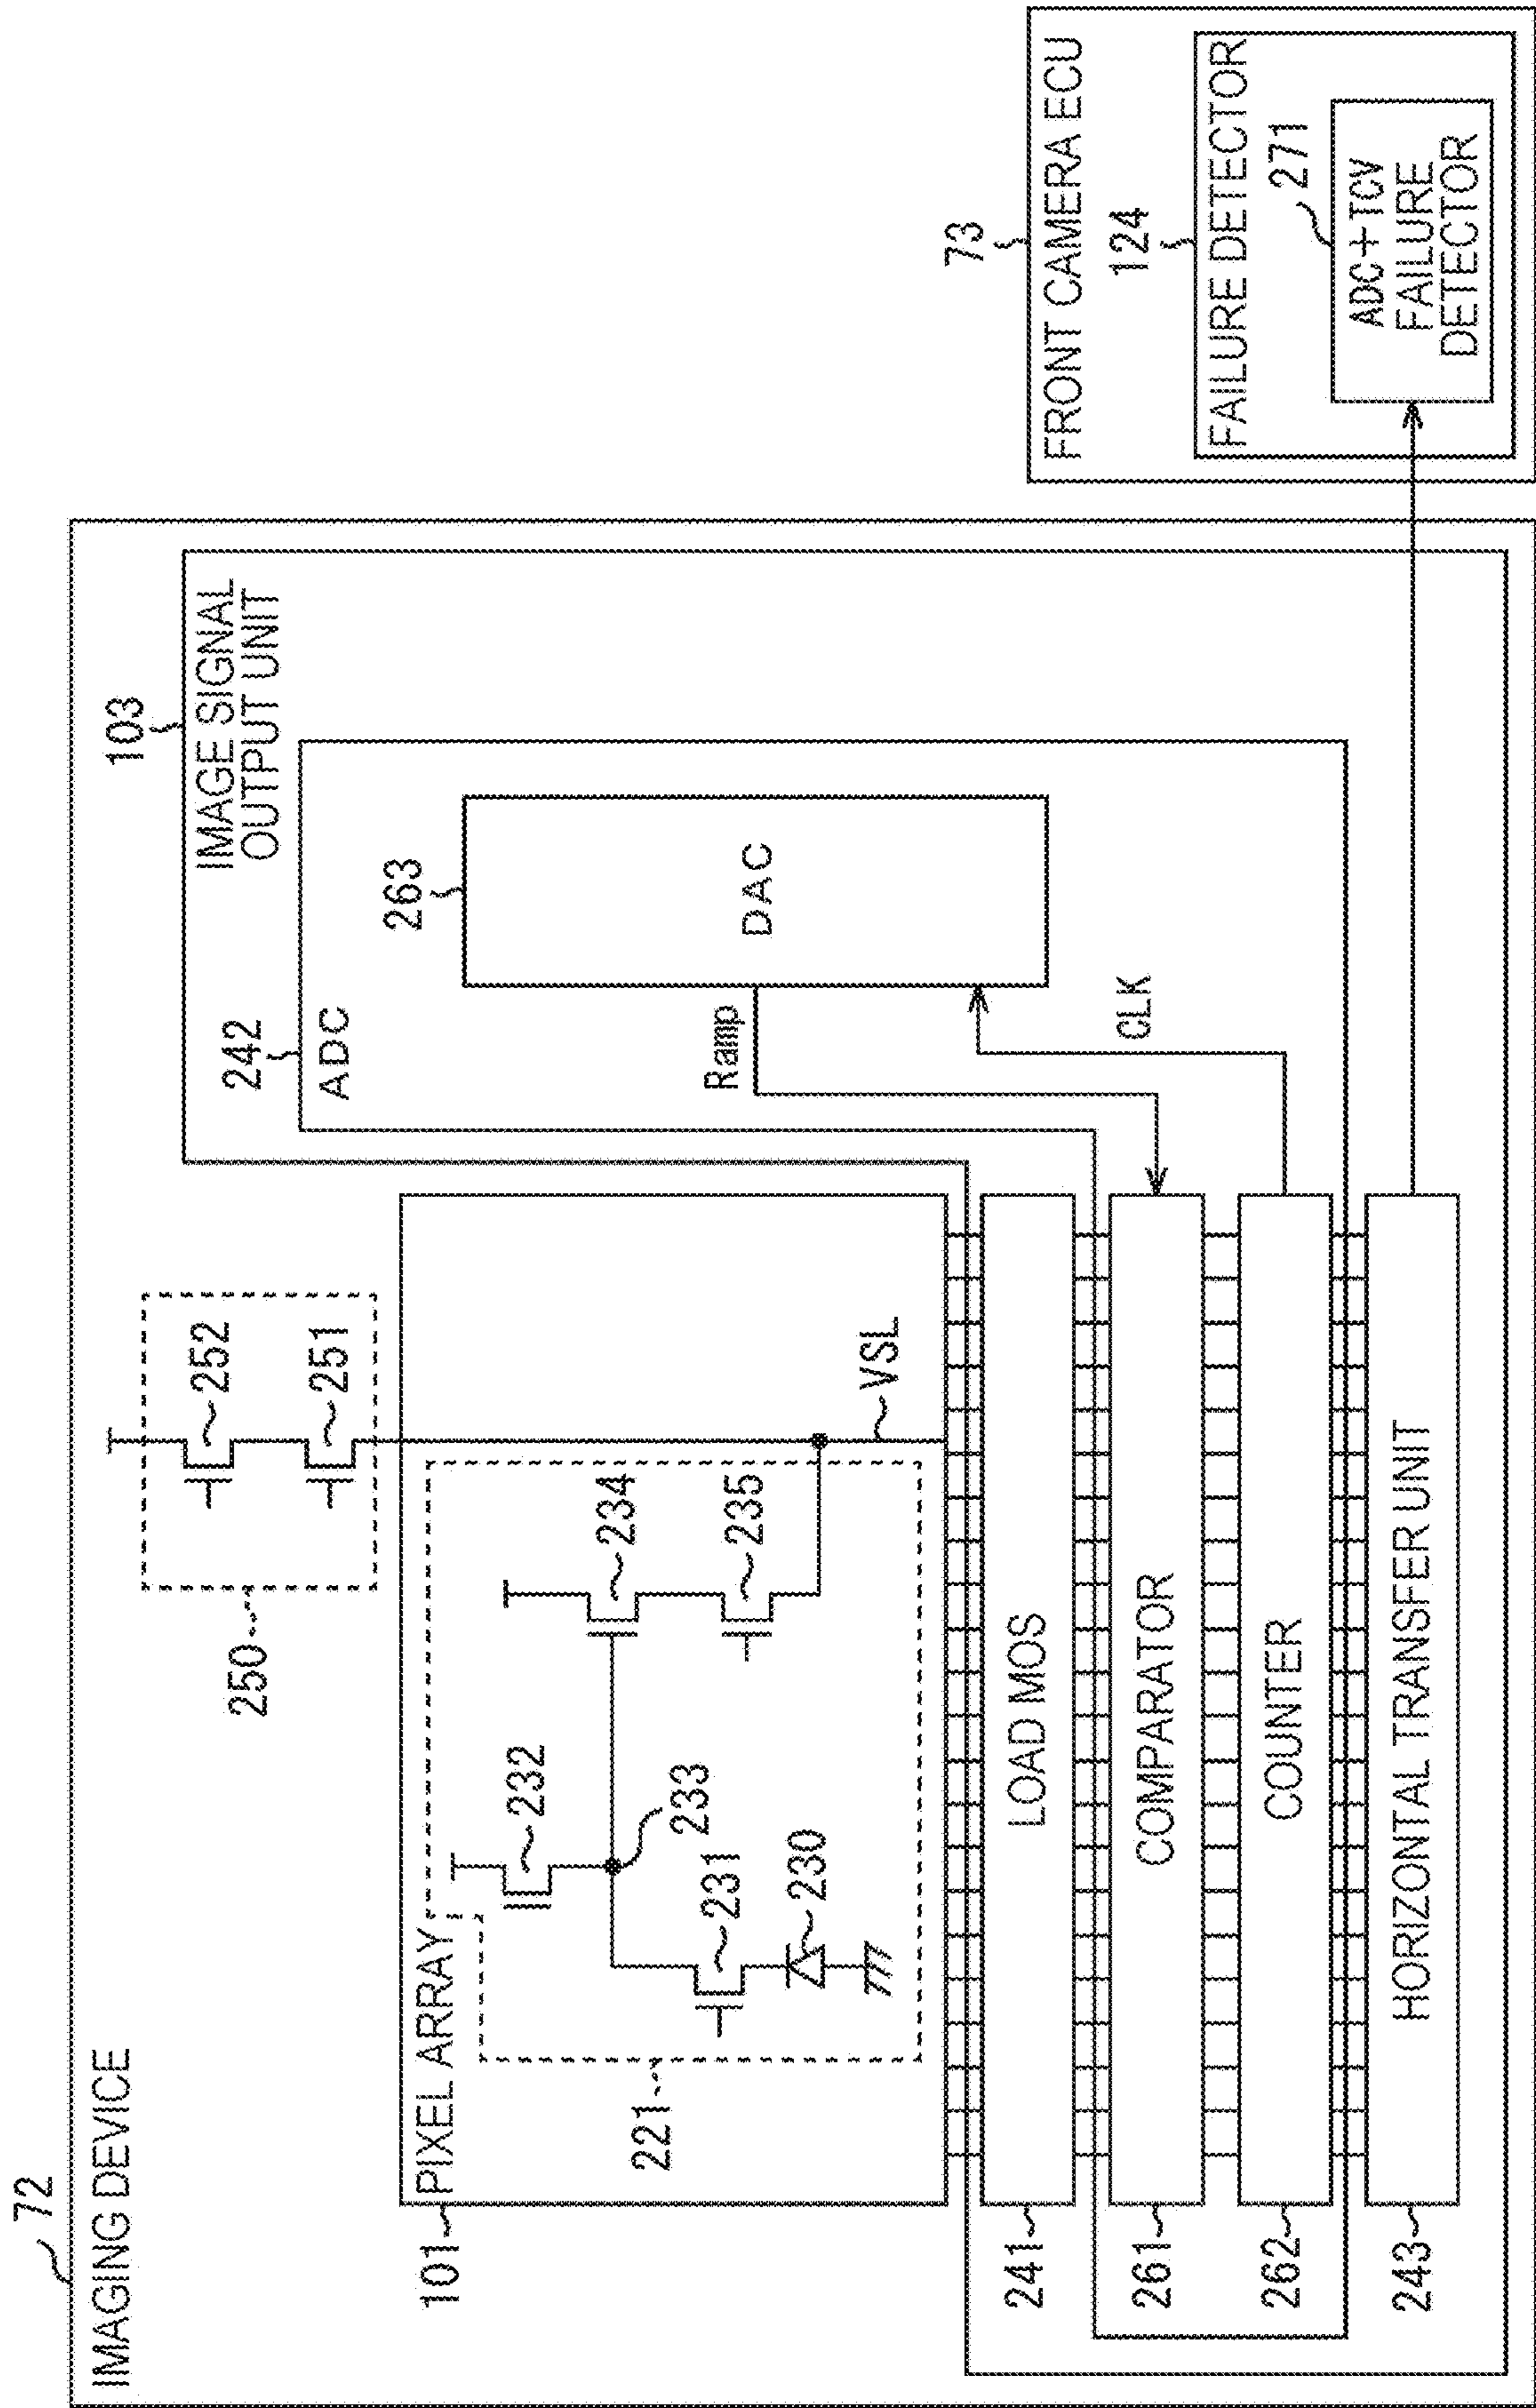 72
IMAGING DEVICE
103
IMAGE SIGNAL
OUTPUT UNIT
250
252
251
242
ADC
263
DAC
Ramp
CLK
101
PIXEL ARRAY
221
232
233
231
230
234
235
VSL
241
LOAD MOS
261
COMPARATOR
262
COUNTER
243
HORIZONTAL TRANSFER UNIT
73
FRONT CAMERA ECU
124
FAILURE DETECTOR
271
ADC+TCV
FAILURE
DETECTOR